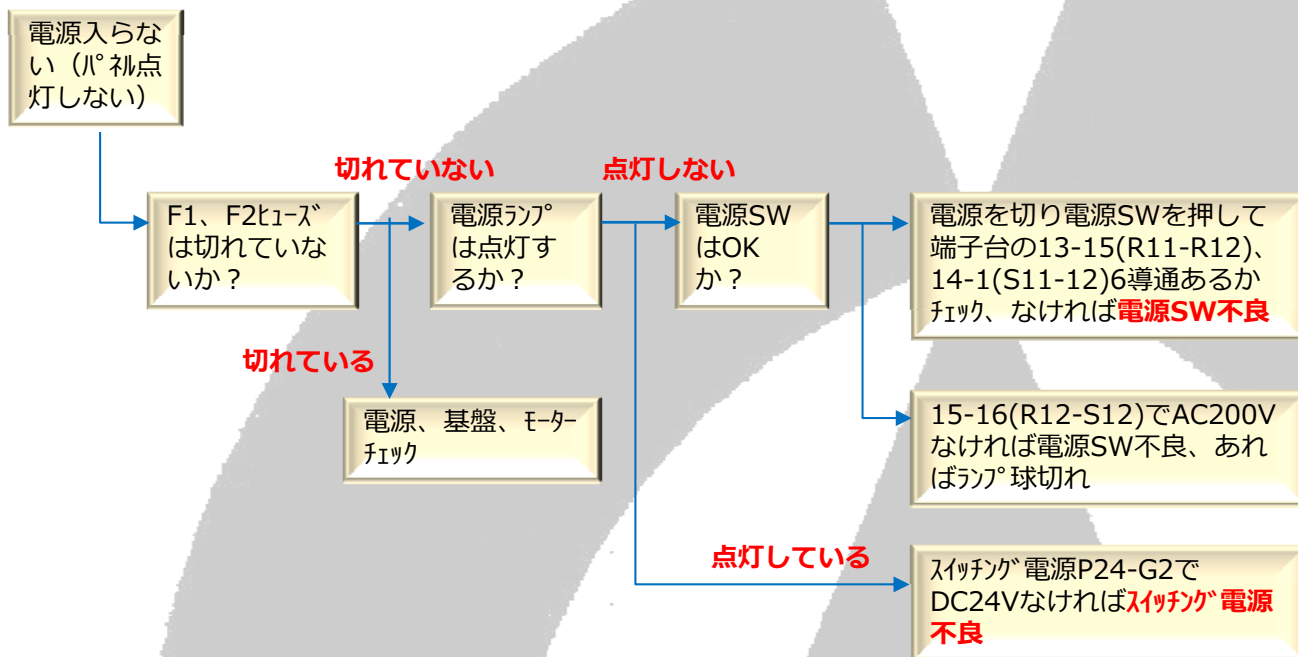 電源入らな
い（ﾊﾟﾈﾙ点
灯しない）
切れていない
点灯しない
F1、F2ﾋｭｰｽﾞ
は切れていな
いか？
電源ﾗﾝﾌﾟ
は点灯す
るか？
電源SW
はOK
か？
電源を切り電源SWを押して
端子台の13-15(R11-R12)、
14-1(S11-12)6導通あるか
ﾁｪｯｸ、なければ電源SW不良
切れている
電源、基盤、ﾓｰﾀｰ
ﾁｪｯｸ
15-16(R12-S12)でAC200V
なければ電源SW不良、あれ
ばﾗﾝﾌﾟ球切れ
点灯している
ｽｲｯﾁﾝｸﾞ電源P24-G2で
DC24Vなければｽｲｯﾁﾝｸﾞ電源
不良